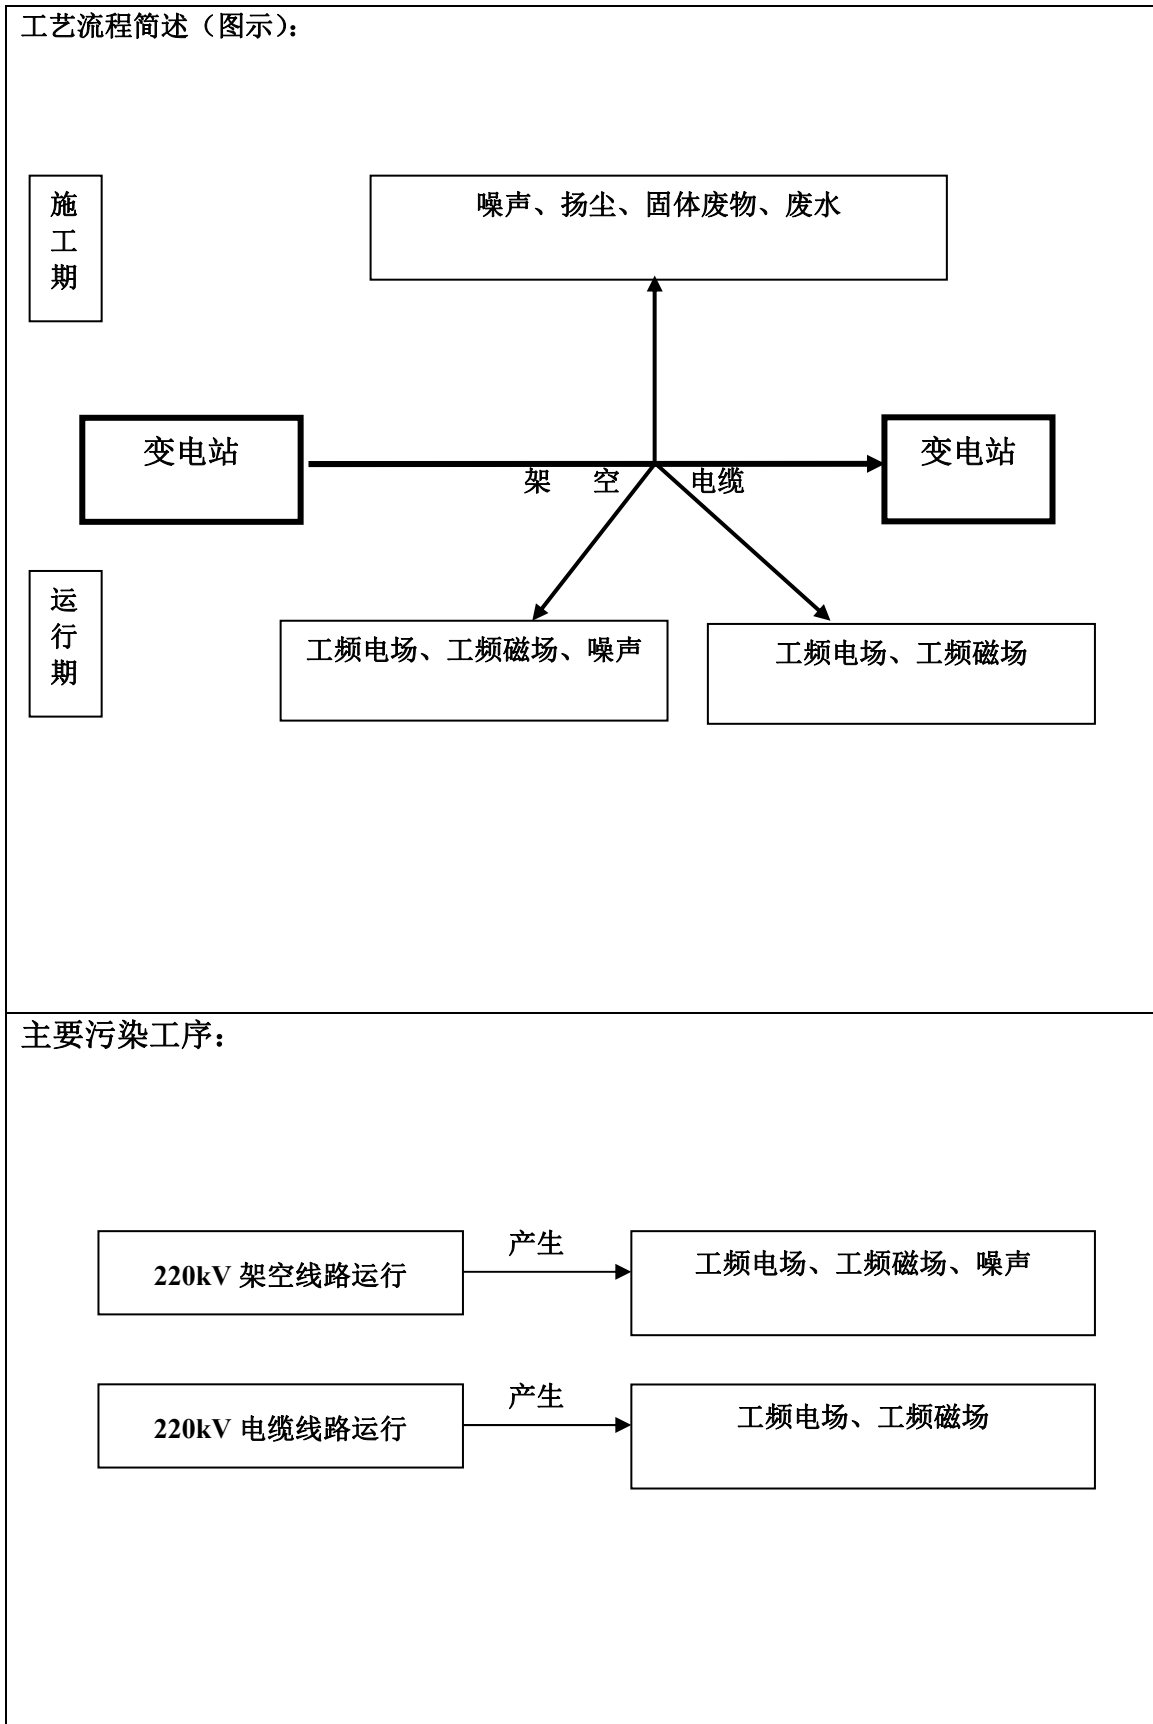 工艺流程简述（图示）：
施
工
期
噪声、扬尘、固体废物、废水
变电站
架 空 电缆
变电站
运
行
期
工频电场、工频磁场、噪声
工频电场、工频磁场
主要污染工序：
220kV 架空线路运行
产生
工频电场、工频磁场、噪声
220kV 电缆线路运行
产生
工频电场、工频磁场